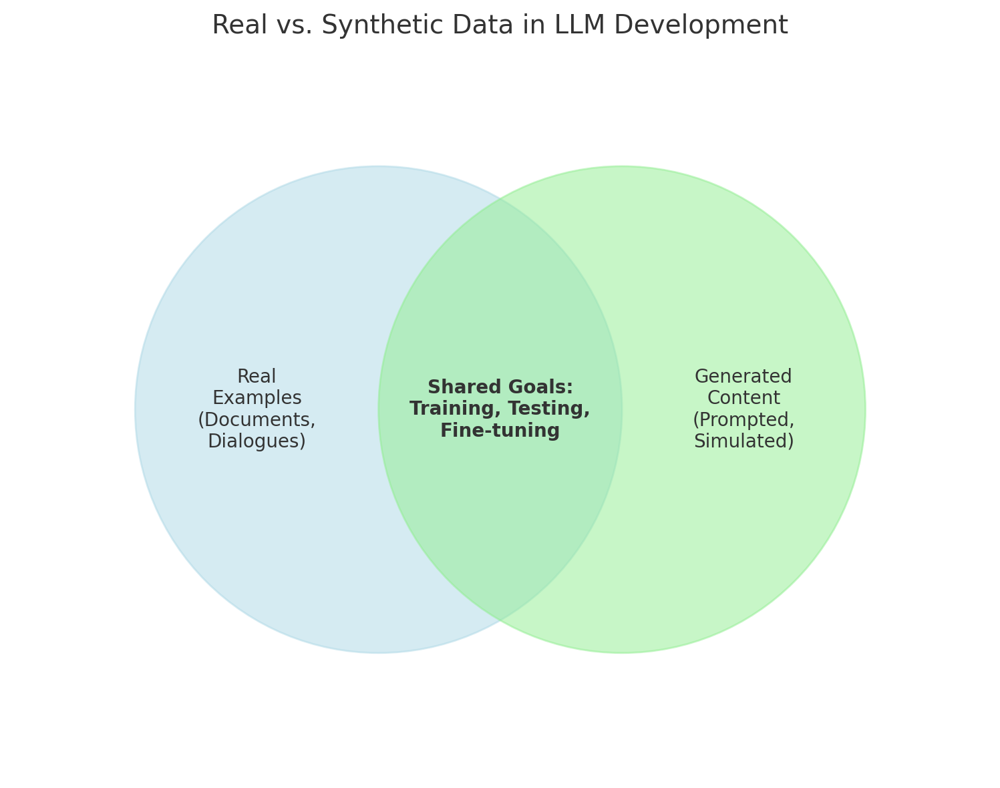 Real vs. Synthetic Data in LLM Development
Real
Examples
(Documents,
Dialogues)
Shared Goals:
Training, Testing,
Fine-tuning
Generated
Content
(Prompted,
Simulated)